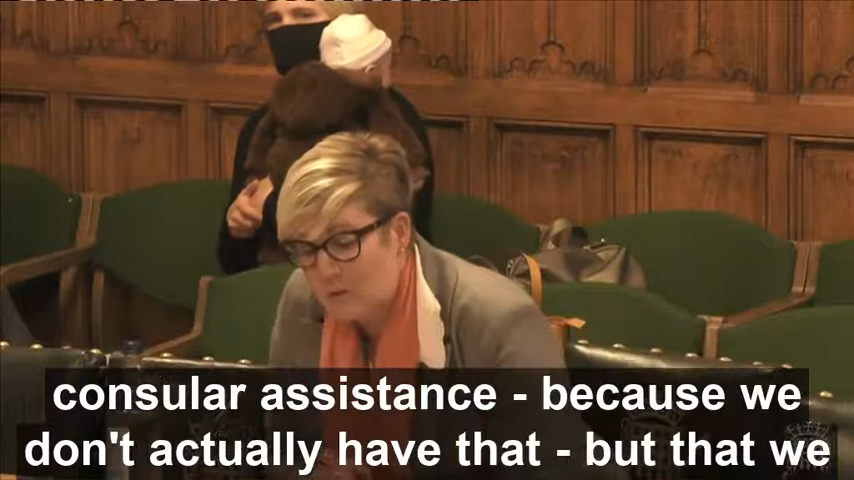 consular assistance - because we
don't actually have that - but that we